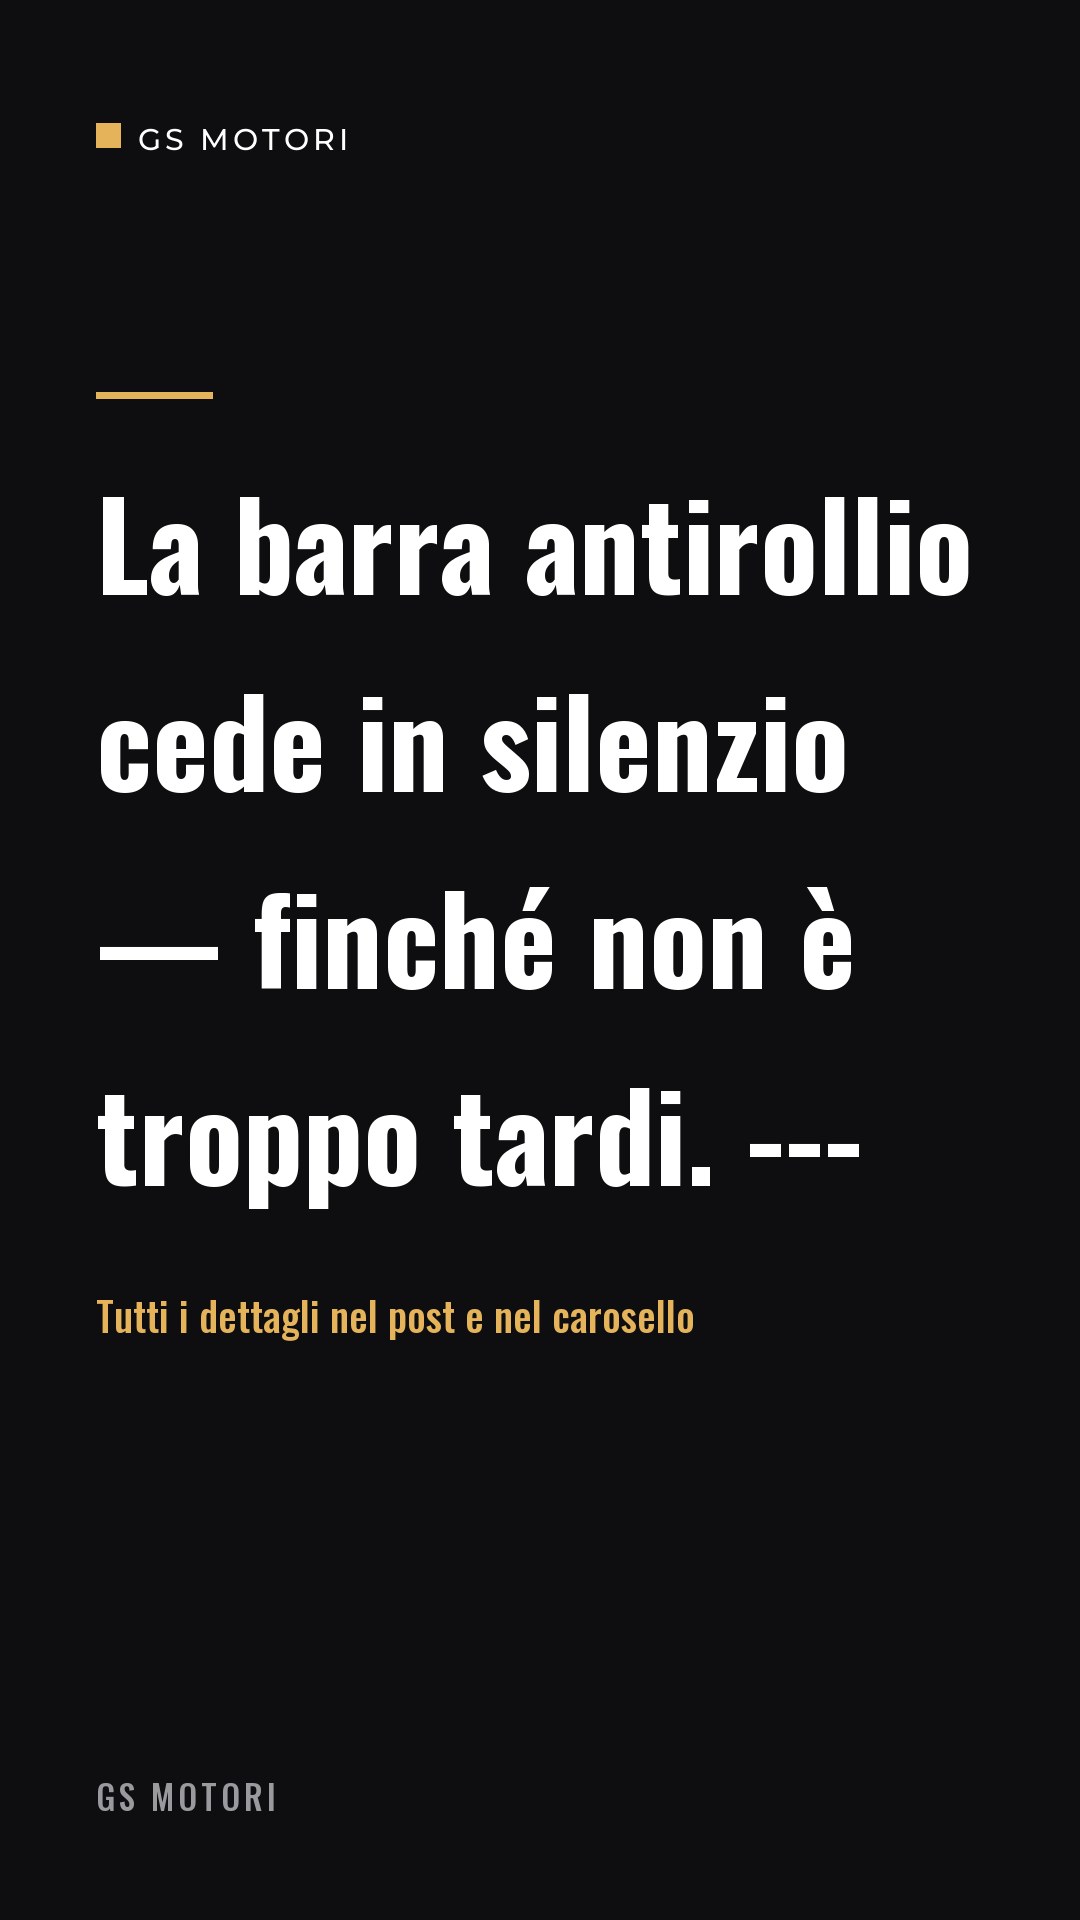 GS MOTORI
La barra antirollio
cede in silenzio
— finché non è
troppo tardi. ---
Tutti i dettagli nel post e nel carosello
GS MOTORI